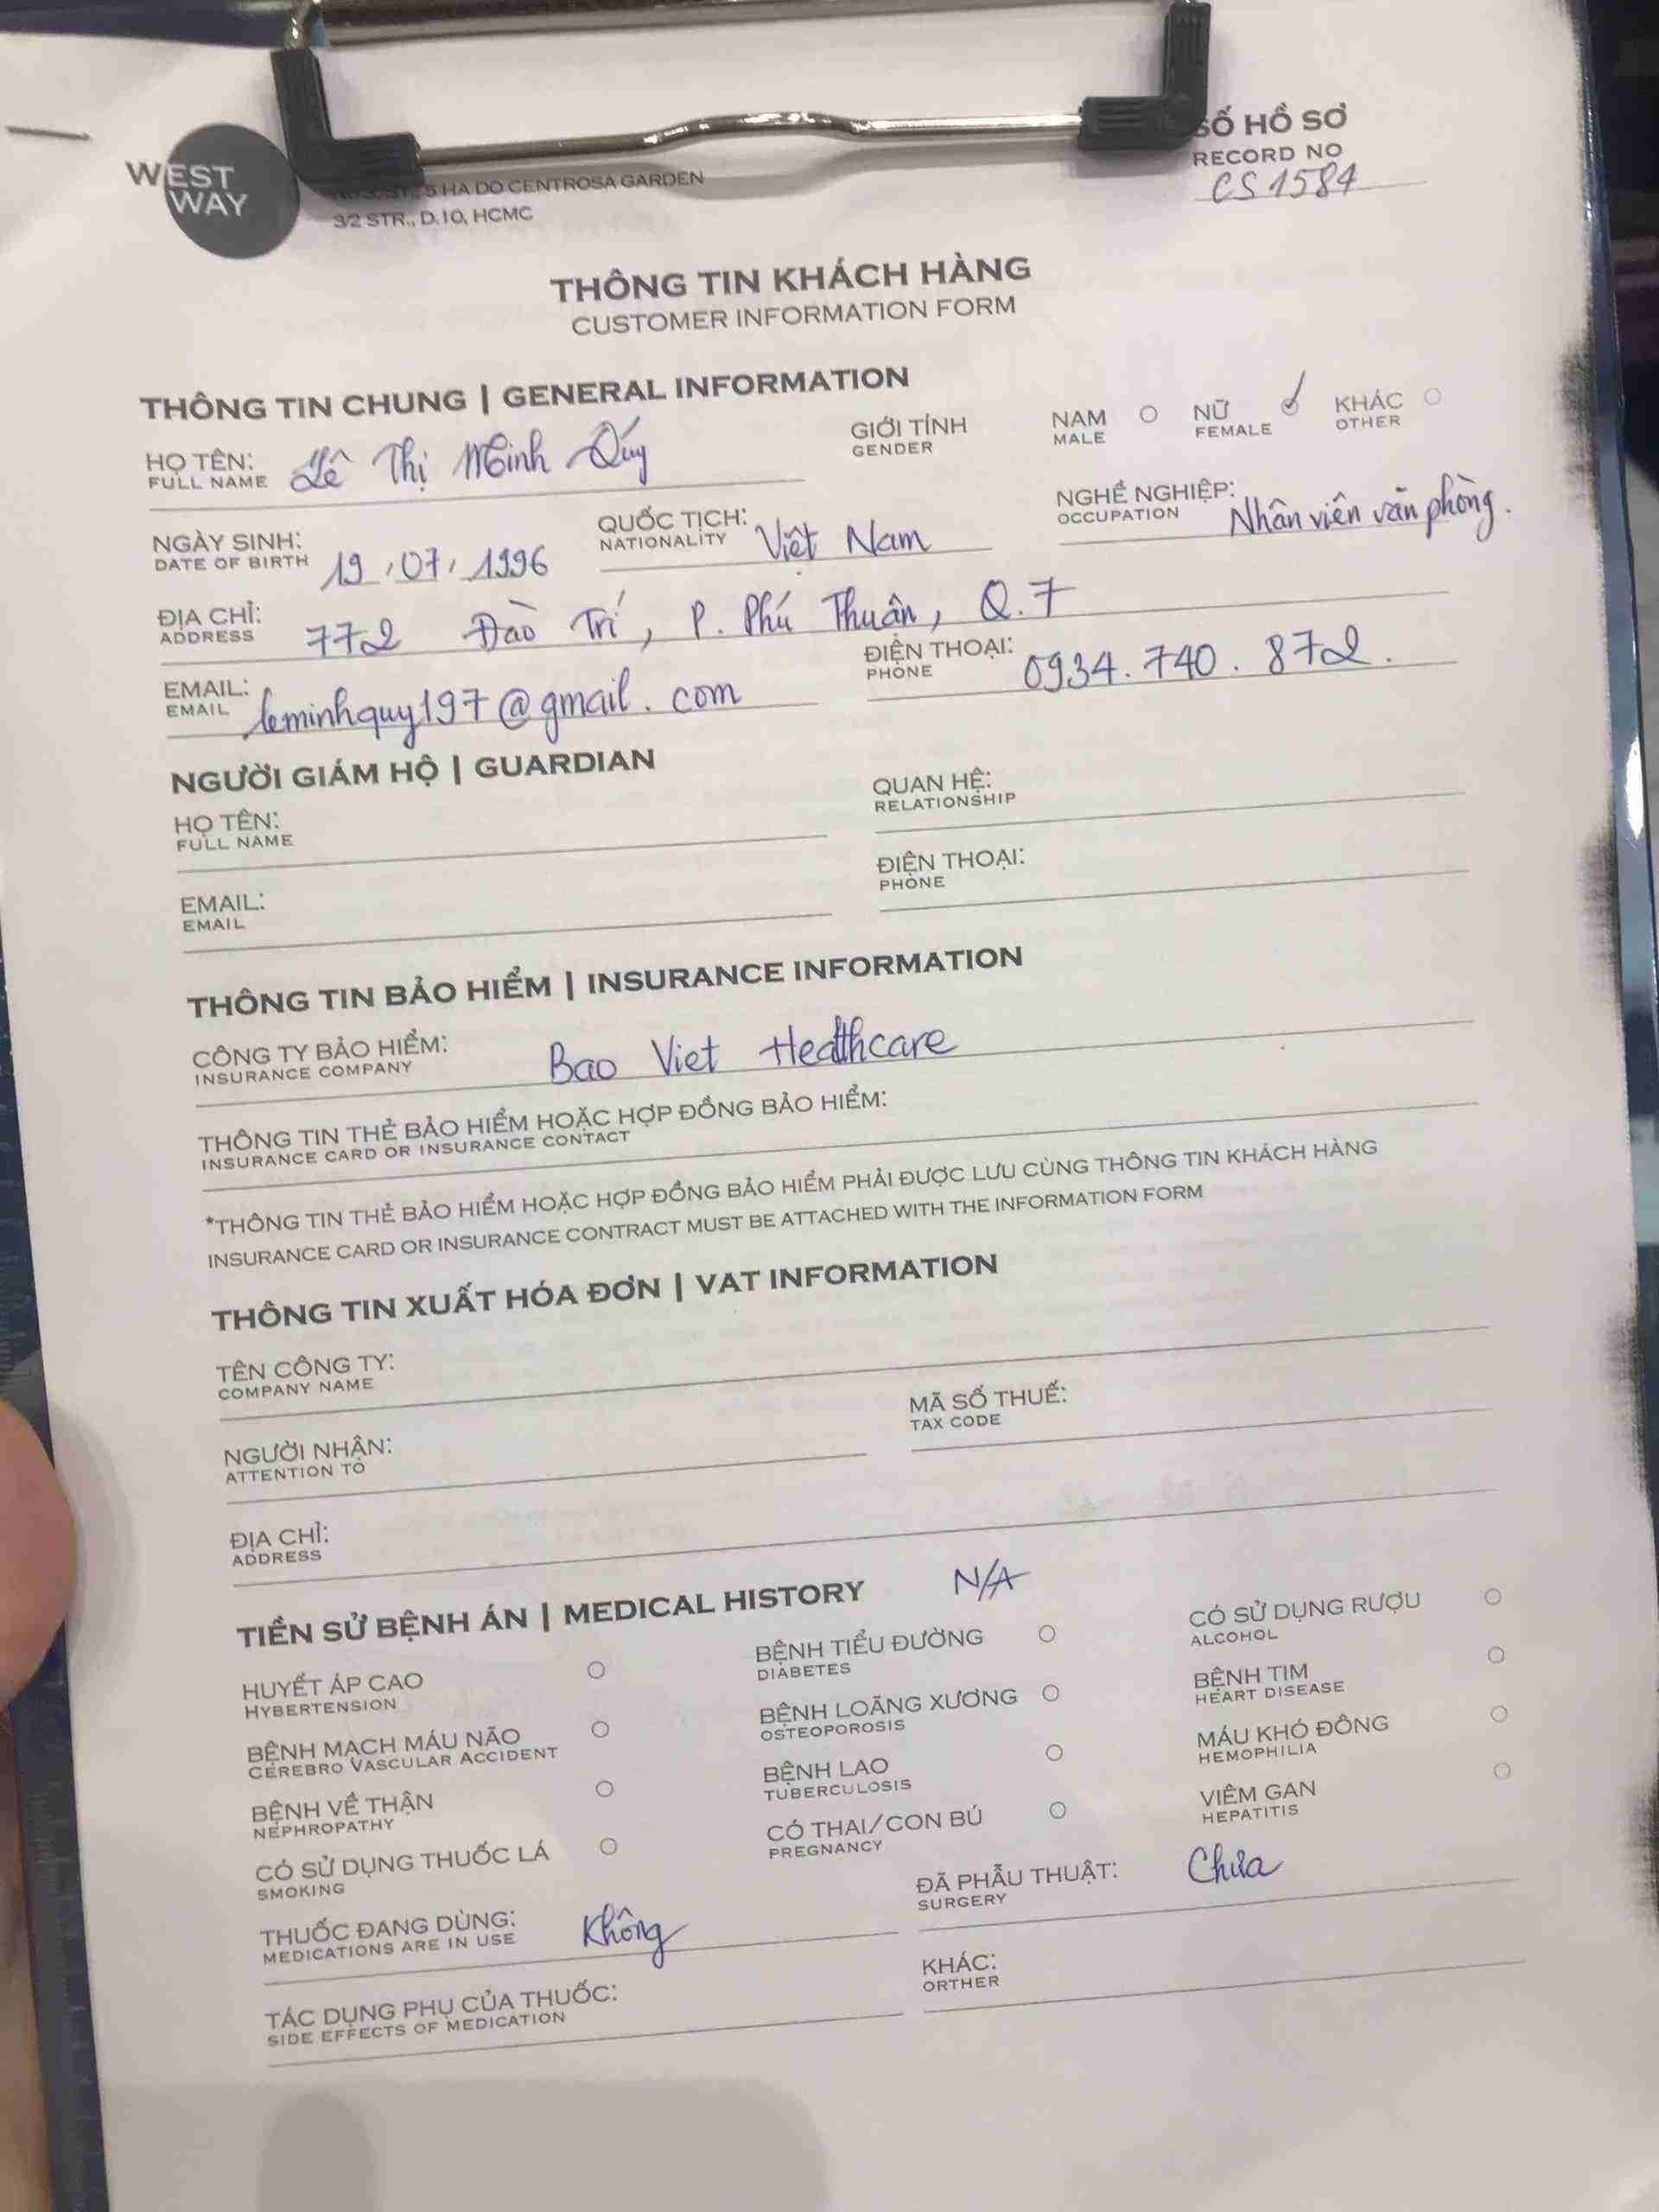 WEST WAY
5 HA DO CENTROSA GARDEN
3/2 STR., D.10, HCMC
SỐ HỒ SƠ
RECORD NO
CS1584
THÔNG TIN KHÁCH HÀNG
CUSTOMER INFORMATION FORM
THÔNG TIN CHUNG | GENERAL INFORMATION
HỌ TÊN: Lê Thị Minh Qúy GIỚI TÍNH NAM NỮ KHÁC
FULL NAME GENDER MALE FEMALE OTHER
NGÀY SINH: 19/07/1996 QUỐC TỊCH: Việt Nam NGHỀ NGHIỆP: Nhân viên văn phòng.
DATE OF BIRTH NATIONALITY OCCUPATION
ĐỊA CHỈ: 772 Đào Trí, P. Phú Thuân, Q.7
ADDRESS
EMAIL: leminhquy197@gmail.com ĐIỆN THOẠI: 0934.740.872.
EMAIL PHONE
NGƯỜI GIÁM HỘ | GUARDIAN
HỌ TÊN: QUAN HỆ:
FULL NAME RELATIONSHIP
EMAIL: ĐIỆN THOẠI:
EMAIL PHONE
THÔNG TIN BẢO HIỂM | INSURANCE INFORMATION
CÔNG TY BẢO HIỂM: Bao Viet Healthcare
INSURANCE COMPANY
THÔNG TIN THẺ BẢO HIỂM HOẶC HỢP ĐỒNG BẢO HIỂM:
INSURANCE CARD OR INSURANCE CONTACT
*THÔNG TIN THẺ BẢO HIỂM HOẶC HỢP ĐỒNG BẢO HIỂM PHẢI ĐƯỢC LƯU CÙNG THÔNG TIN KHÁCH HÀNG
INSURANCE CARD OR INSURANCE CONTRACT MUST BE ATTACHED WITH THE INFORMATION FORM
THÔNG TIN XUẤT HÓA ĐƠN | VAT INFORMATION
TÊN CÔNG TY:
COMPANY NAME
NGƯỜI NHẬN: MÃ SỐ THUẾ:
ATTENTION TO TAX CODE
ĐỊA CHỈ:
ADDRESS
TIỀN SỬ BỆNH ÁN | MEDICAL HISTORY N/A
HUYẾT ÁP CAO BỆNH TIỂU ĐƯỜNG CÓ SỬ DỤNG RƯỢU
HYBERTENSION DIABETES ALCOHOL
BỆNH MẠCH MÁU NÃO BỆNH LOÃNG XƯƠNG BỆNH TIM
CEREBRO VASCULAR ACCIDENT OSTEOPOROSIS HEART DISEASE
BỆNH VỀ THẬN BỆNH LAO MÁU KHÓ ĐÔNG
NEPHROPATHY TUBERCULOSIS HEMOPHILIA
CÓ SỬ DỤNG THUỐC LÁ CÓ THAI/CON BÚ VIÊM GAN
SMOKING PREGNANCY HEPATITIS
THUỐC ĐANG DÙNG: Không ĐÃ PHẪU THUẬT: Chưa
MEDICATIONS ARE IN USE SURGERY
TÁC DỤNG PHỤ CỦA THUỐC: KHÁC:
SIDE EFFECTS OF MEDICATION ORTHER